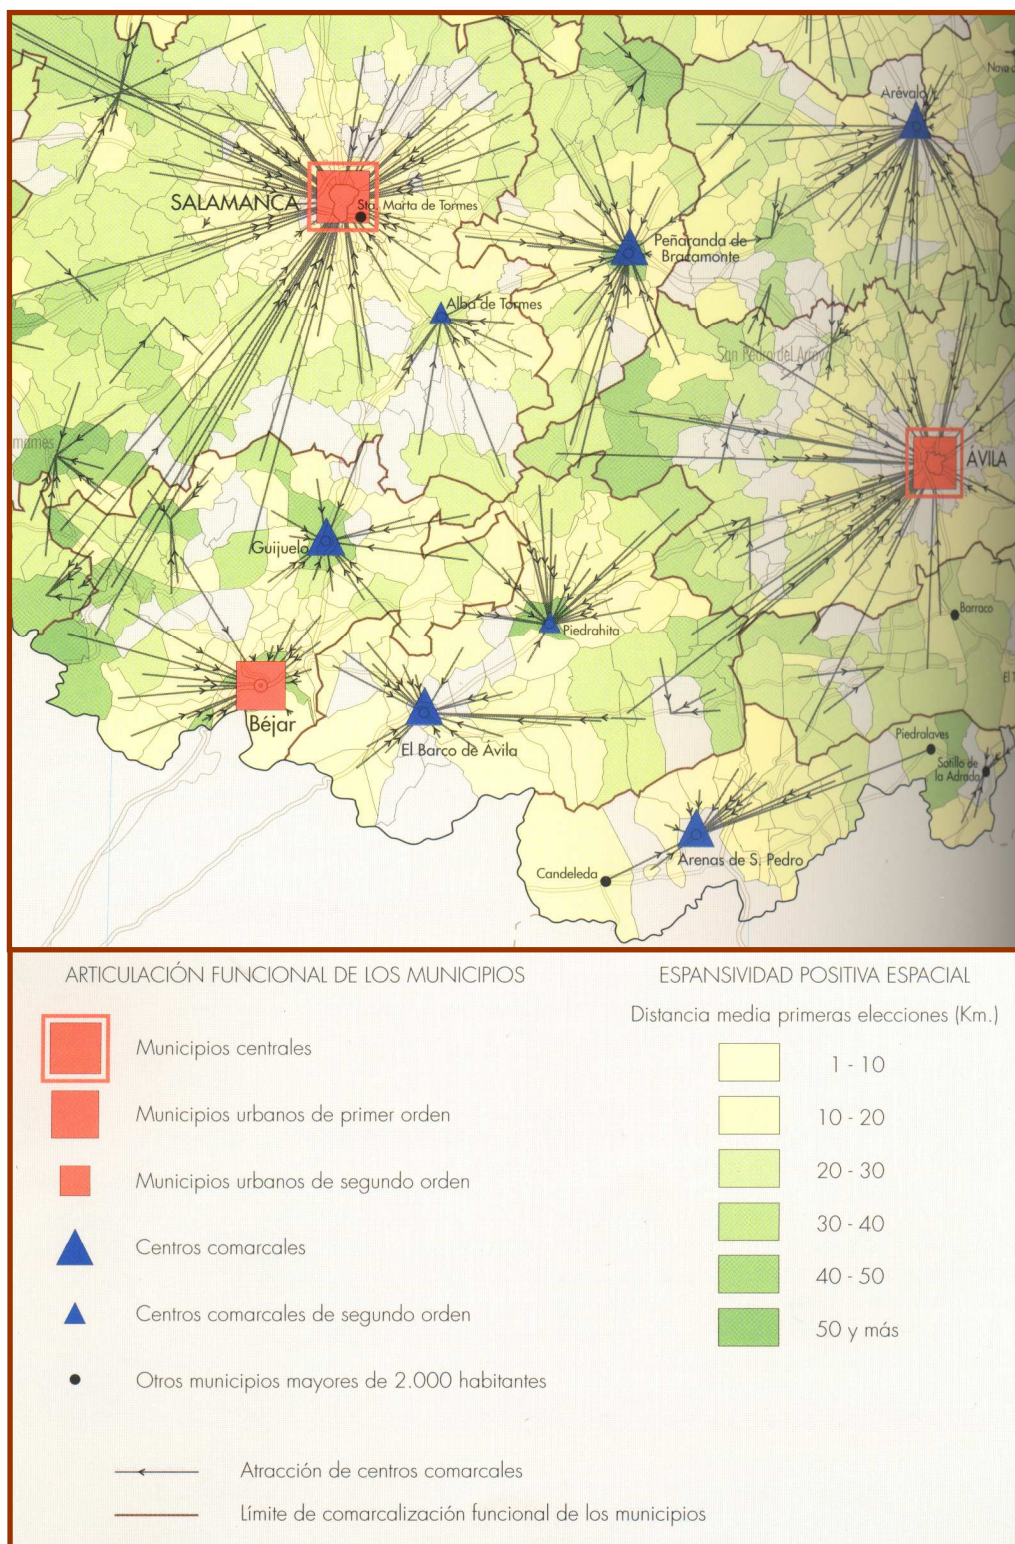 Nava d
Arévalo
SALAMANCA
Sta. Marta de Tormes
Peñaranda de
Bracamonte
Alba de Tormes
San Pedro del Arroyo
mames
ÁVILA
Guijuelo
Piedrahita
Barraco
El T
Béjar
El Barco de Ávila
Piedralaves
Sotillo de
la Adrada
Arenas de S. Pedro
Candeleda
ARTICULACIÓN FUNCIONAL DE LOS MUNICIPIOS
Municipios centrales
Municipios urbanos de primer orden
Municipios urbanos de segundo orden
Centros comarcales
Centros comarcales de segundo orden
Otros municipios mayores de 2.000 habitantes
Atracción de centros comarcales
Límite de comarcalización funcional de los municipios
ESPANSIVIDAD POSITIVA ESPACIAL
Distancia media primeras elecciones (Km.)
1 - 10
10 - 20
20 - 30
30 - 40
40 - 50
50 y más